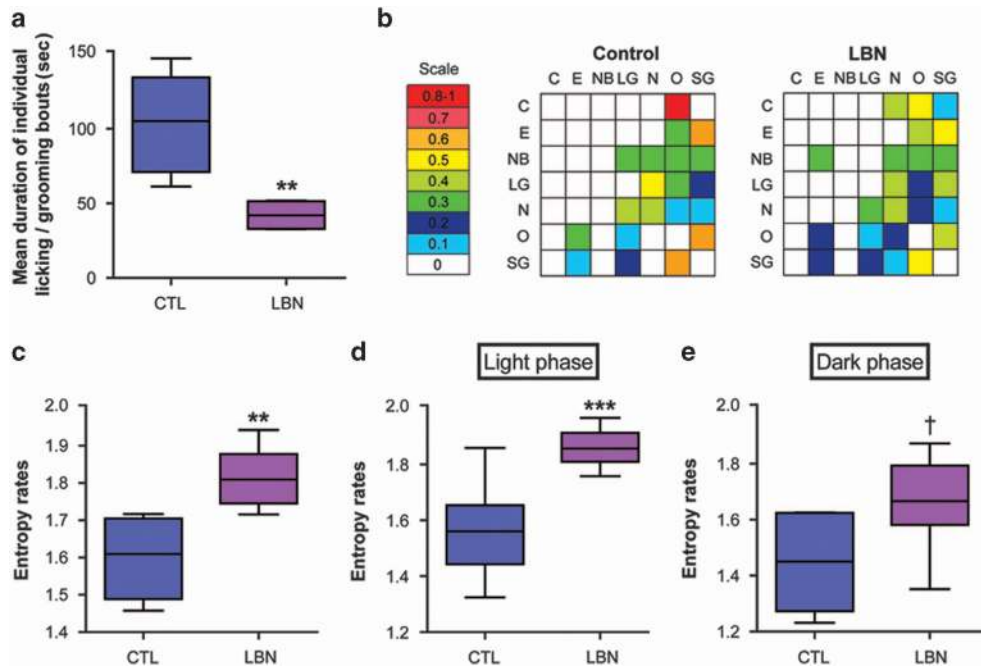 a
Mean duration of individual
licking / grooming bouts (sec)
150
100
50
0
**
CTL
LBN
b
Scale
0.8-1
0.7
0.6
0.5
0.4
0.3
0.2
0.1
0
Control
C E NB LG N O SG
C
E
NB
LG
N
O
SG
LBN
C E NB LG N O SG
C
E
NB
LG
N
O
SG
c
Entropy rates
2.0
1.9
1.8
1.7
1.6
1.5
1.4
**
CTL
LBN
d
Light phase
Entropy rates
2.0
1.8
1.6
1.4
1.2
***
CTL
LBN
e
Dark phase
Entropy rates
2.0
1.8
1.6
1.4
1.2
†
CTL
LBN